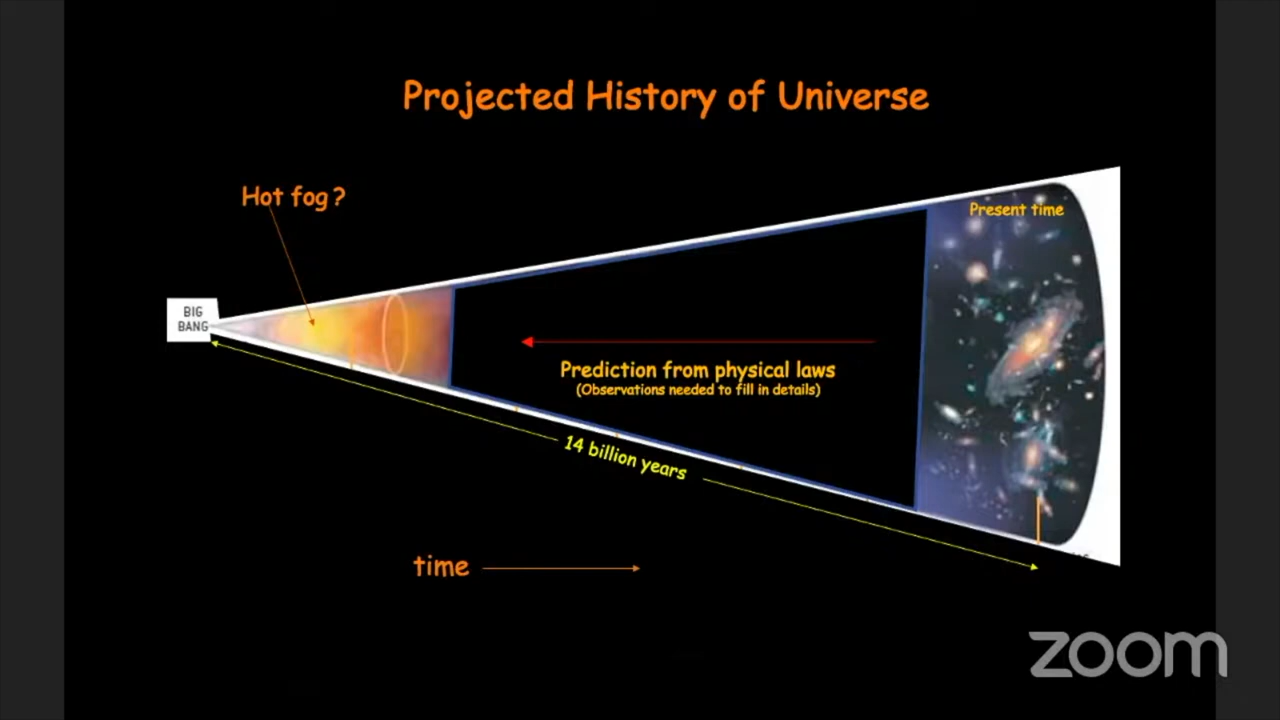 Projected History of Universe
Hot fog?
Present time
BIG
BANG
Prediction from physical laws
(Observations needed to fill in details)
14 billion years
time
zoom